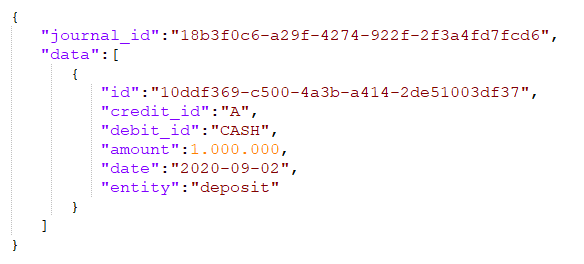 {
"journal_id":"18b3f0c6-a29f-4274-922f-2f3a4fd7fcd6",
"data":[
{
"id":"10ddf369-c500-4a3b-a414-2de51003df37",
"credit_id":"A",
"debit_id":"CASH",
"amount":1.000.000,
"date":"2020-09-02",
"entity":"deposit"
}
]
}